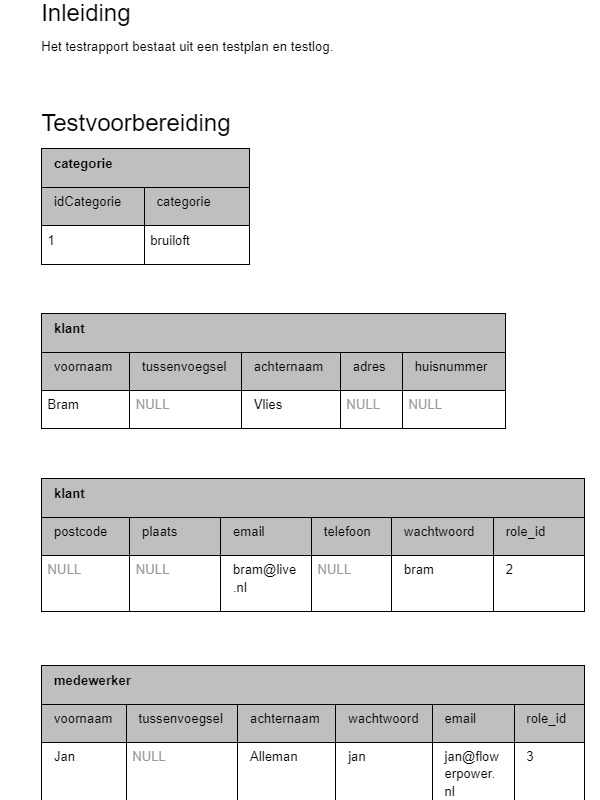 Inleiding
Het testrapport bestaat uit een testplan en testlog.
Testvoorbereiding
categorie
idCategorie categorie
1 bruiloft
klant
voornaam tussenvoegsel achternaam adres huisnummer
Bram NULL Vlies NULL NULL
klant
postcode plaats email telefoon wachtwoord role_id
NULL NULL bram@live NULL bram 2
.nl
medewerker
voornaam tussenvoegsel achternaam wachtwoord email role_id
Jan NULL Alleman jan jan@flow 3
erpower.
nl